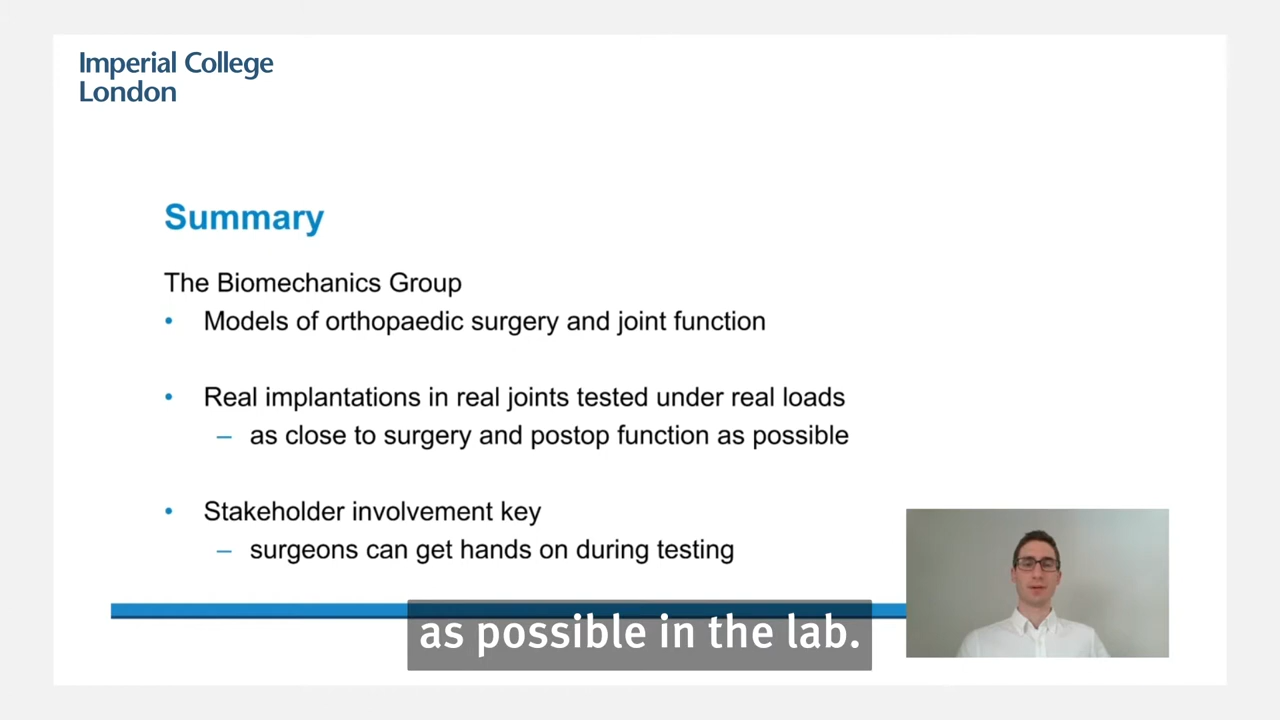 Imperial College
London
Summary
The Biomechanics Group
• Models of orthopaedic surgery and joint function
• Real implantations in real joints tested under real loads
– as close to surgery and postop function as possible
• Stakeholder involvement key
– surgeons can get hands on during testing
as possible in the lab.